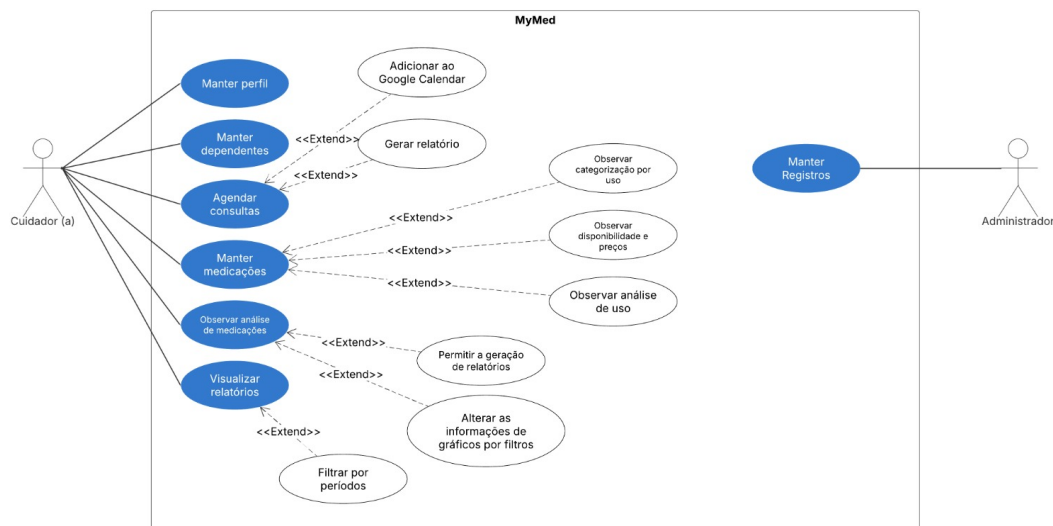 MyMed
Adicionar ao
Google Calendar
Manter perfil
<<Extend>>
Manter
dependentes
Gerar relatório
<<Extend>>
Cuidador (a)
Agendar
consultas
Observar
categorização por
uso
Manter
Registros
Administrador
<<Extend>>
Observar
disponibilidade e
preços
<<Extend>>
Manter
medicações
<<Extend>>
Observar análise
de uso
Observar análise
de medicações
<<Extend>>
Permitir a geração
de relatórios
Visualizar
relatórios
<<Extend>>
Alterar as
informações de
gráficos por filtros
<<Extend>>
Filtrar por
períodos